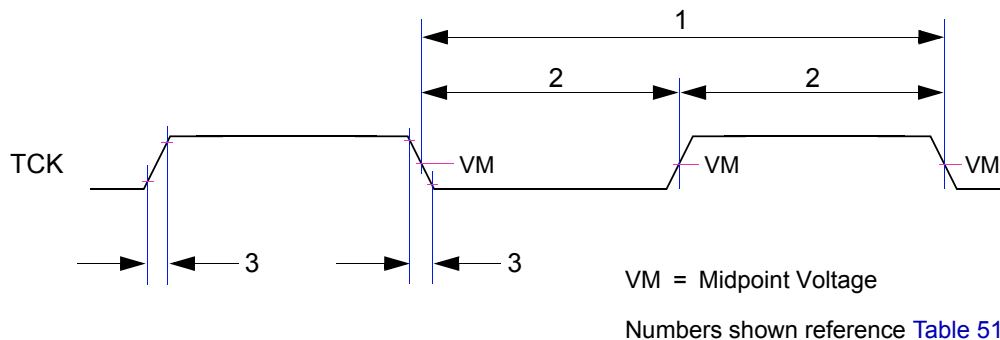 1
2 2
TCK VM VM VM
3 3
VM = Midpoint Voltage
Numbers shown reference Table 51